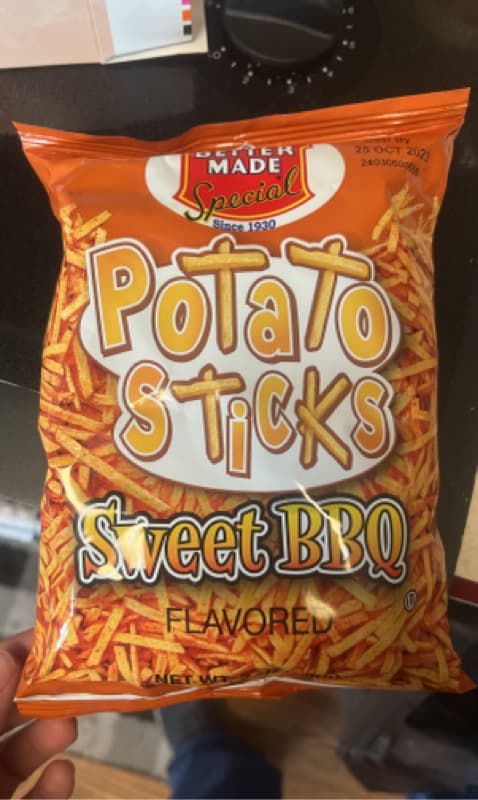 BETTER
MADE
Special
Since 1930
25 OCT 2023
POTATO
STICKS
Sweet BBQ
FLAVORED
NET WT.